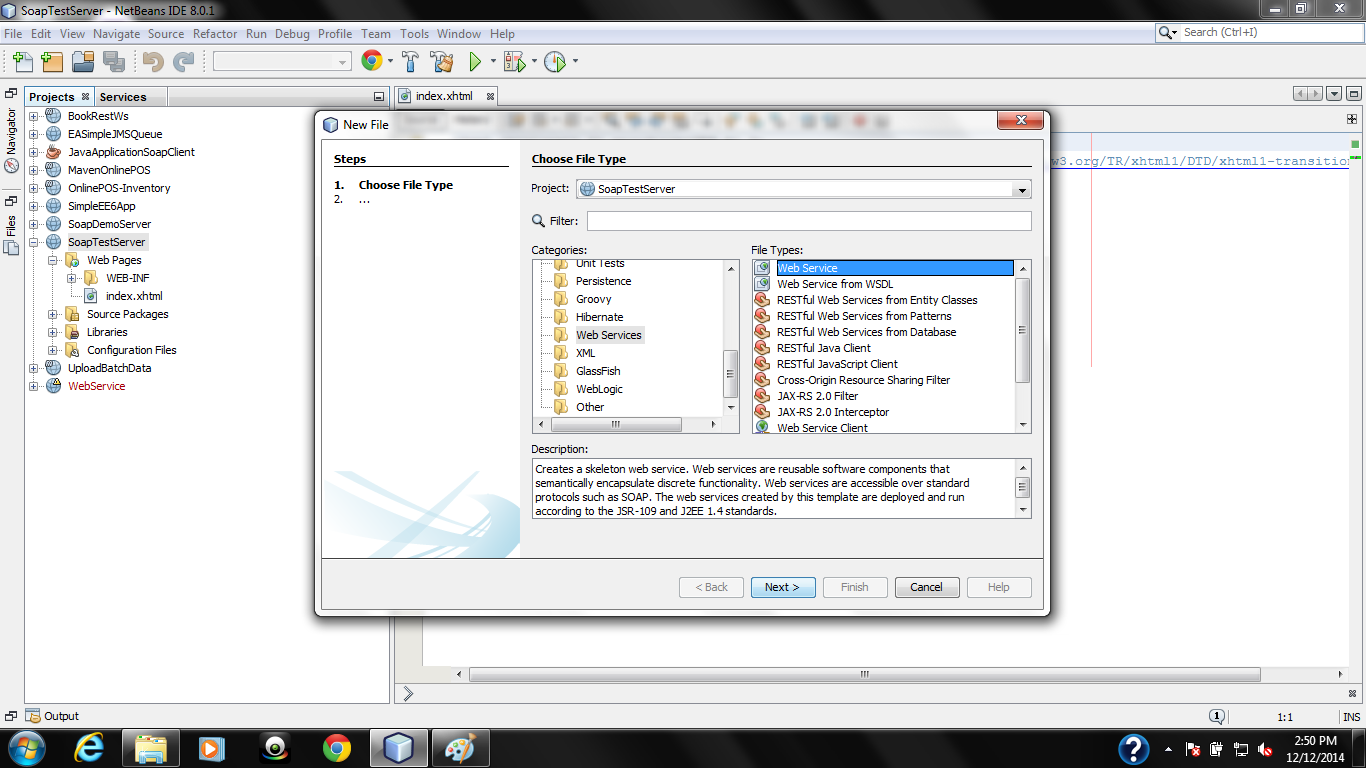 SoapTestServer - NetBeans IDE 8.0.1
File Edit View Navigate Source Refactor Run Debug Profile Team Tools Window Help
Search (Ctrl+I)
Projects Services
index.xhtml
Navigator
Files
BookRestWs
EASimpleJMSQueue
JavaApplicationSoapClient
MavenOnlinePOS
OnlinePOS-Inventory
SimpleEE6App
SoapDemoServer
SoapTestServer
Web Pages
WEB-INF
index.xhtml
Source Packages
Libraries
Configuration Files
UploadBatchData
WebService
w3.org/TR/xhtml1/DTD/xhtml1-transition
New File
Steps
1. Choose File Type
2. ...
Choose File Type
Project: SoapTestServer
Filter:
Categories:
Unit Tests
Persistence
Groovy
Hibernate
Web Services
XML
GlassFish
WebLogic
Other
File Types:
Web Service
Web Service from WSDL
RESTful Web Services from Entity Classes
RESTful Web Services from Patterns
RESTful Web Services from Database
RESTful Java Client
RESTful JavaScript Client
Cross-Origin Resource Sharing Filter
JAX-RS 2.0 Filter
JAX-RS 2.0 Interceptor
Web Service Client
Description:
Creates a skeleton web service. Web services are reusable software components that
semantically encapsulate discrete functionality. Web services are accessible over standard
protocols such as SOAP. The web services created by this template are deployed and run
according to the JSR-109 and J2EE 1.4 standards.
< Back Next > Finish Cancel Help
Output
1
1:1
INS
2:50 PM
12/12/2014